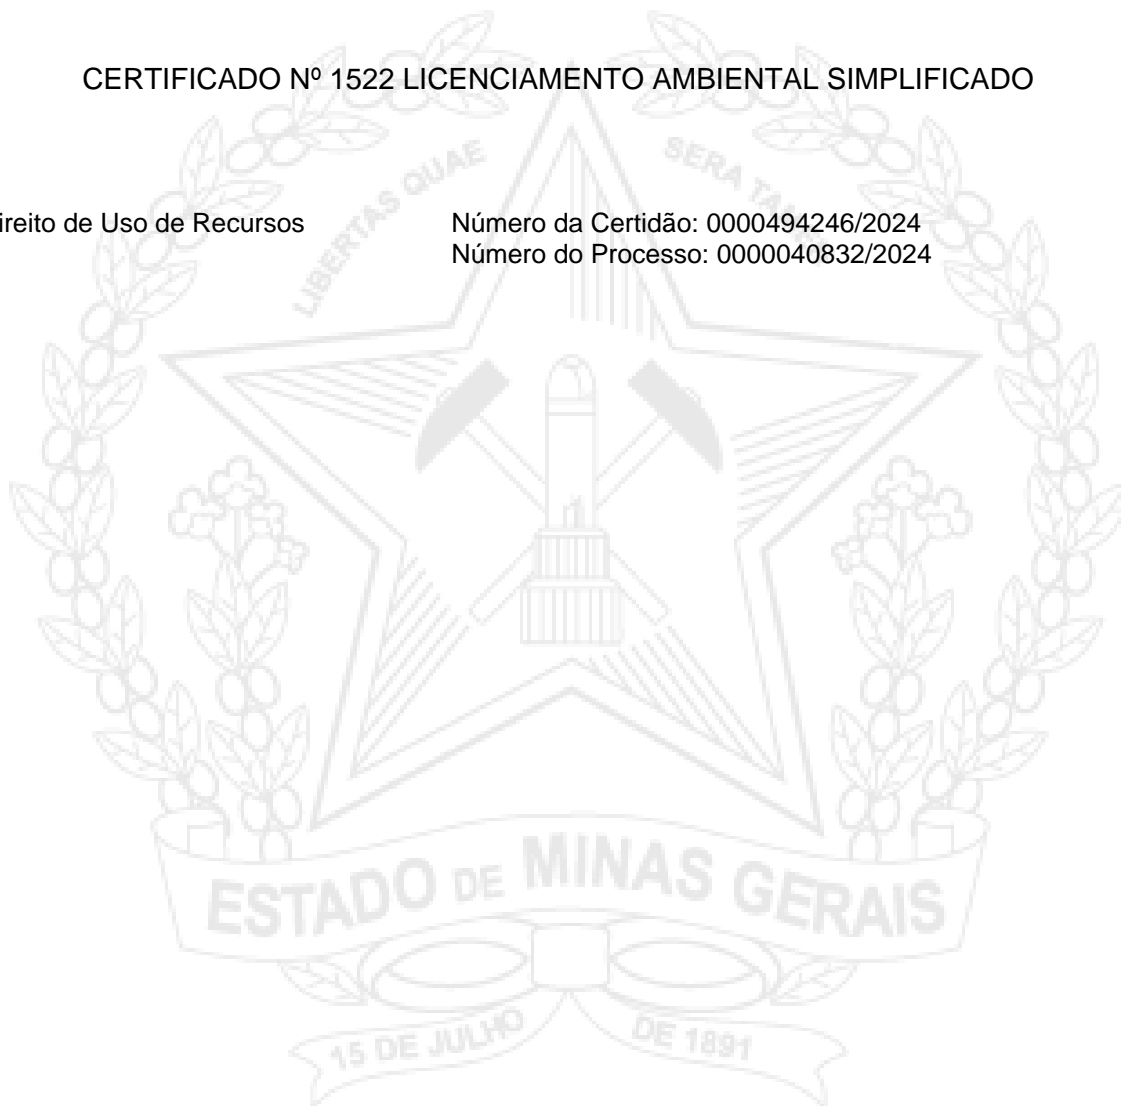 CERTIFICADO Nº 1522 LICENCIAMENTO AMBIENTAL SIMPLIFICADO
LIBERTAS QUAE SERA TAMEN
ireito de Uso de Recursos Número da Certidão: 0000494246/2024
Número do Processo: 0000040832/2024
ESTADO DE MINAS GERAIS
15 DE JULHO DE 1891